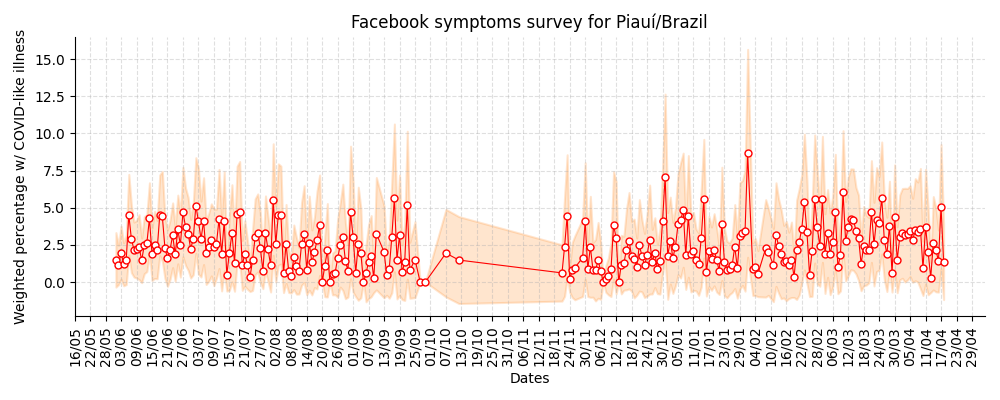 Facebook symptoms survey for Piauí/Brazil
Weighted percentage w/ COVID-like illness
15.0
12.5
10.0
7.5
5.0
2.5
0.0
16/05 22/05 28/05 03/06 09/06 15/06 21/06 27/06 03/07 09/07 15/07 21/07 27/07 02/08 08/08 14/08 20/08 26/08 01/09 07/09 13/09 19/09 25/09 01/10 07/10 13/10 19/10 25/10 31/10 06/11 12/11 18/11 24/11 30/11 06/12 12/12 18/12 24/12 30/12 05/01 11/01 17/01 23/01 29/01 04/02 10/02 16/02 22/02 28/02 06/03 12/03 18/03 24/03 30/03 05/04 11/04 17/04 23/04 29/04
Dates